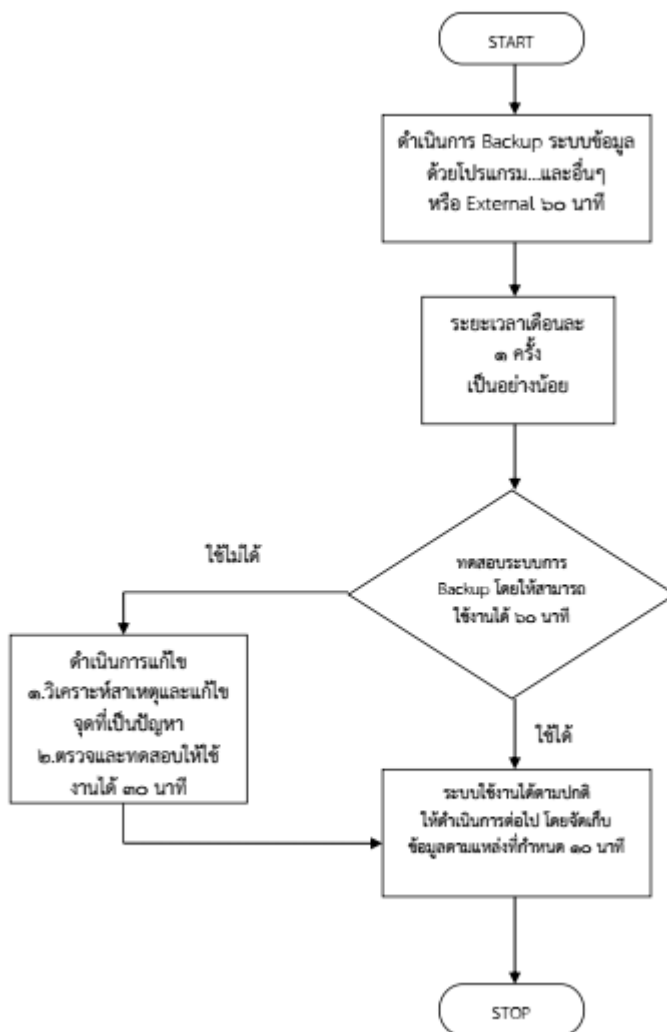 START
ดำเนินการ Backup ระบบข้อมูล
ด้วยโปรแกรม...และอื่นๆ
หรือ External ๖๐ นาที
ระยะเวลาเดือนละ
๑ ครั้ง
เป็นอย่างน้อย
ทดสอบระบบการ
Backup โดยให้สามารถ
ใช้งานได้ ๖๐ นาที
ใช้ไม่ได้
ดำเนินการแก้ไข
๑.วิเคราะห์สาเหตุและแก้ไข
จุดที่เป็นปัญหา
๒.ตรวจและทดสอบให้ใช้
งานได้ ๓๐ นาที
ใช้ได้
ระบบใช้งานได้ตามปกติ
ให้ดำเนินการต่อไป โดยจัดเก็บ
ข้อมูลตามแหล่งที่กำหนด ๑๐ นาที
STOP